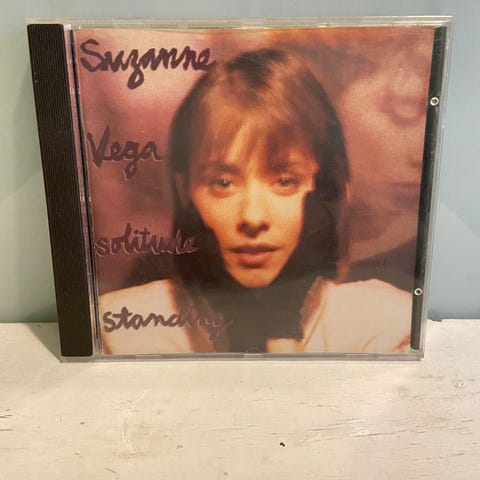 Suzanne
Vega
solitude
standing